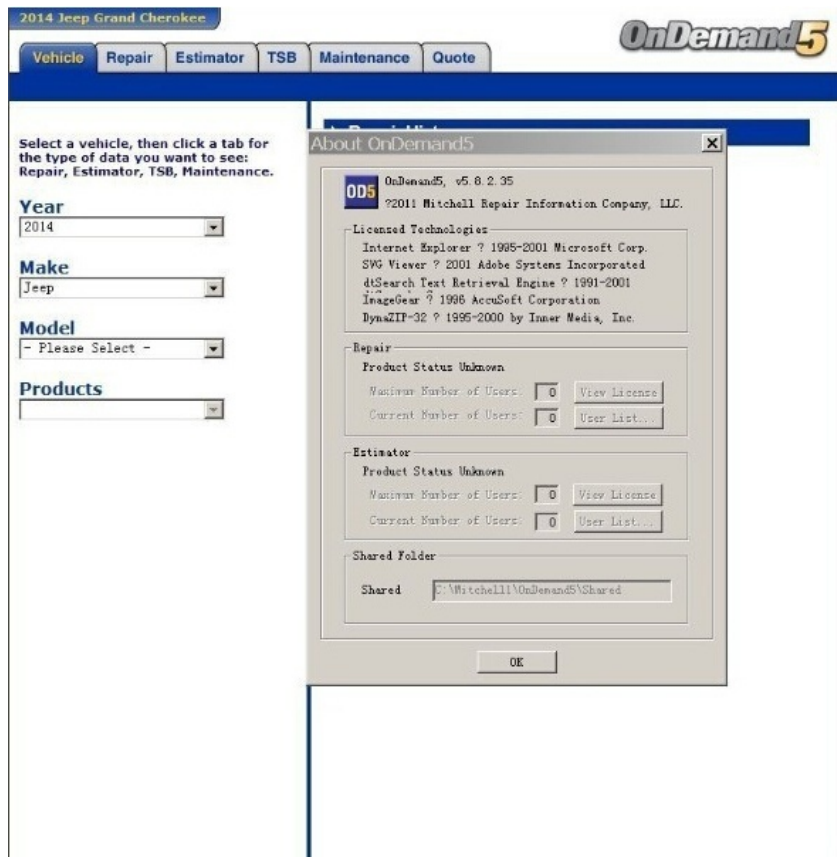 2014 Jeep Grand Cherokee
OnDemand5
Vehicle Repair Estimator TSB Maintenance Quote
Select a vehicle, then click a tab for
the type of data you want to see:
Repair, Estimator, TSB, Maintenance.
Year
2014
Make
Jeep
Model
- Please Select -
Products
About OnDemand5
OD5
OnDemand5, v5.8.2.35
?2011 Mitchell Repair Information Company, LLC.
Licensed Technologies
Internet Explorer ? 1995-2001 Microsoft Corp.
SVG Viewer ? 2001 Adobe Systems Incorporated
dtSearch Text Retrieval Engine ? 1991-2001
ImageGear ? 1996 AccuSoft Corporation
DynaZIP-32 ? 1995-2000 by Inner Media, Inc.
Repair
Product Status Unknown
Maximum Number of Users: 0 View License
Current Number of Users: 0 User List...
Estimator
Product Status Unknown
Maximum Number of Users: 0 View License
Current Number of Users: 0 User List...
Shared Folder
Shared C:\Mitchell1\OnDemand5\Shared
OK